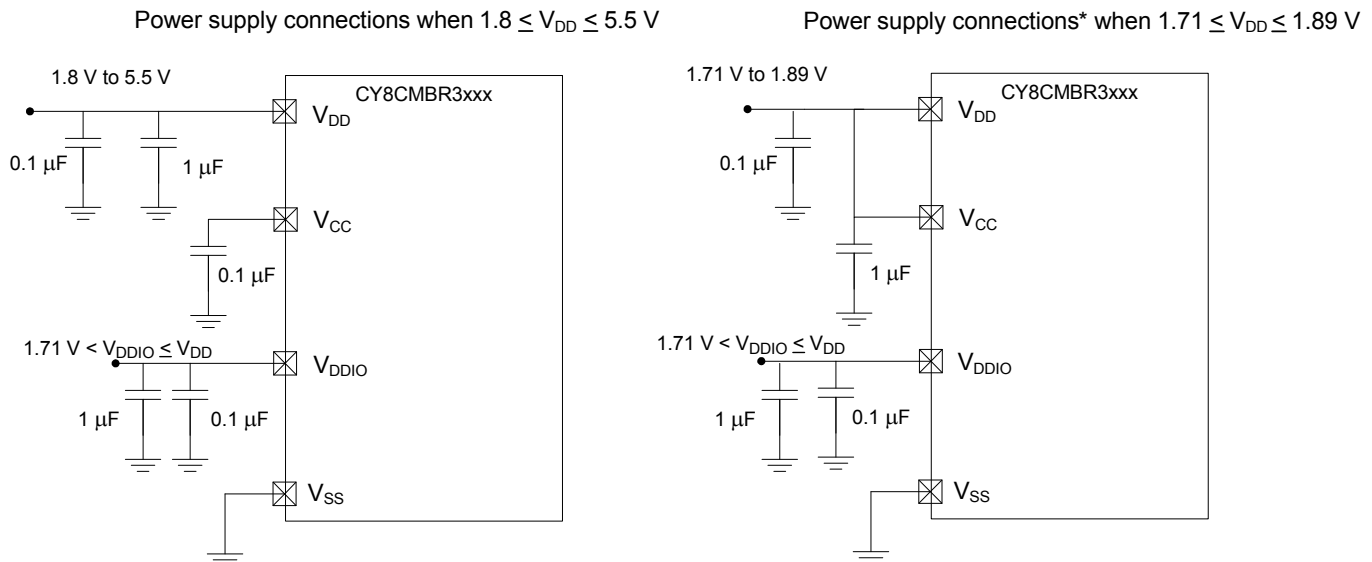 Power supply connections when 1.8 ≤ VDD ≤ 5.5 V
1.8 V to 5.5 V
CY8CMBR3xxx
VDD
0.1 μF
1 μF
VCC
0.1 μF
1.71 V < VDDIO ≤ VDD
VDDIO
1 μF
0.1 μF
VSS
Power supply connections* when 1.71 ≤ VDD ≤ 1.89 V
1.71 V to 1.89 V
CY8CMBR3xxx
VDD
0.1 μF
VCC
1 μF
1.71 V < VDDIO ≤ VDD
VDDIO
1 μF
0.1 μF
VSS